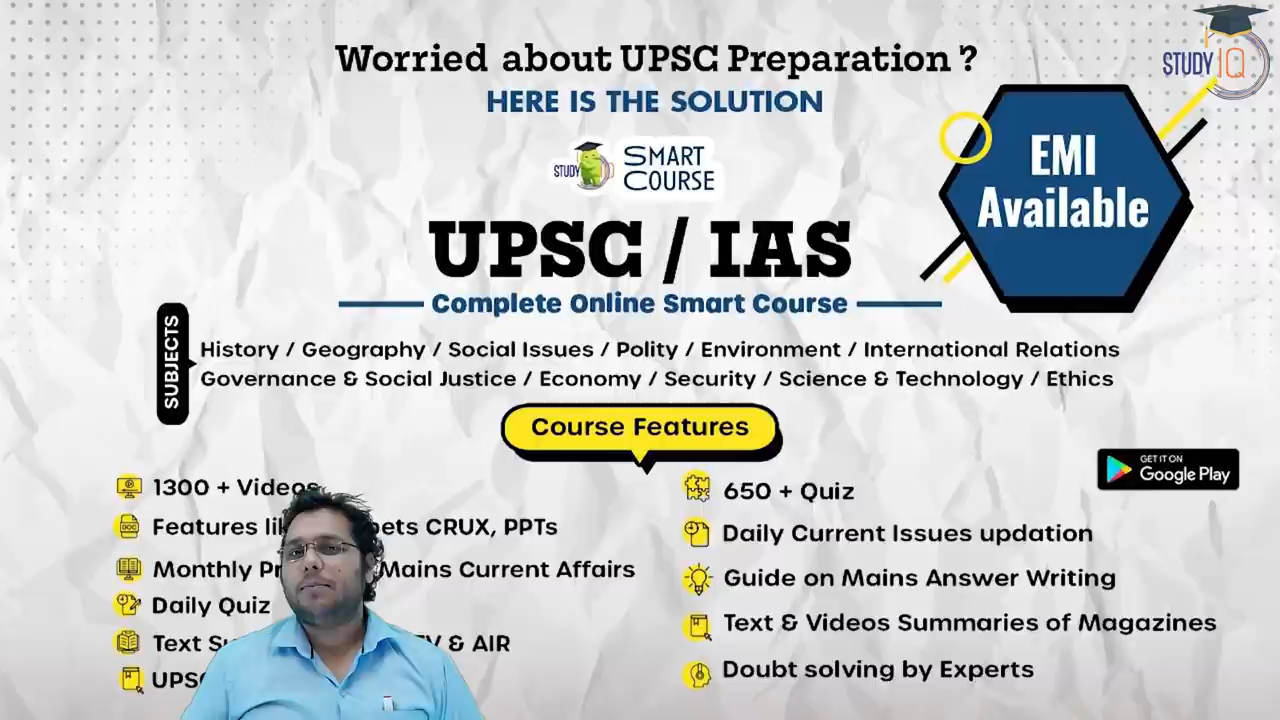 Worried about UPSC Preparation ?
HERE IS THE SOLUTION
STUDY IQ
STUDY SMART COURSE
EMI Available
UPSC / IAS
Complete Online Smart Course
SUBJECTS
History / Geography / Social Issues / Polity / Environment / International Relations
Governance & Social Justice / Economy / Security / Science & Technology / Ethics
Course Features
GET IT ON
Google Play
1300 + Videos
Features CRUX, PPTs
Monthly Mains Current Affairs
Daily Quiz
Text & AIR
650 + Quiz
Daily Current Issues updation
Guide on Mains Answer Writing
Text & Videos Summaries of Magazines
Doubt solving by Experts